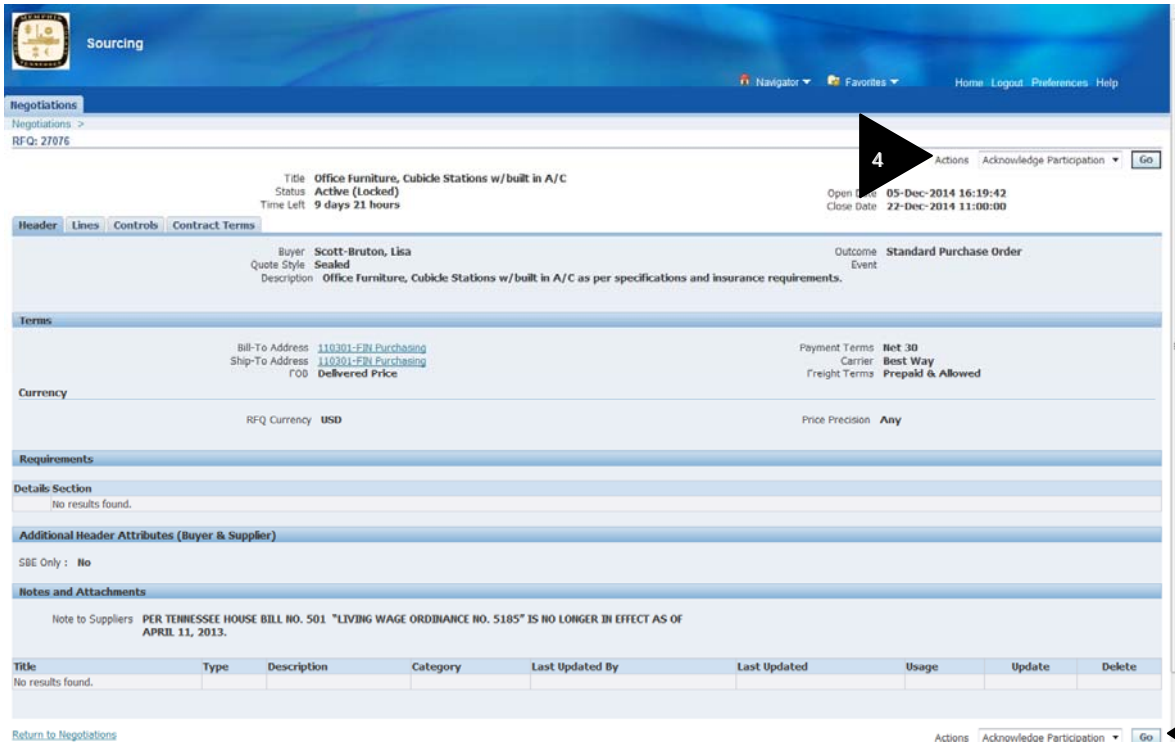 MEMPHIS
TENNESSEE
Sourcing
Navigator Favorites Home Logout Preferences Help
Negotiations
Negotiations >
RFQ: 27076
4
Actions Acknowledge Participation Go
Title Office Furniture, Cubicle Stations w/built in A/C
Status Active (Locked) Open Date 05-Dec-2014 16:19:42
Time Left 9 days 21 hours Close Date 22-Dec-2014 11:00:00
Header Lines Controls Contract Terms
Buyer Scott-Bruton, Lisa Outcome Standard Purchase Order
Quote Style Sealed Event
Description Office Furniture, Cubicle Stations w/built in A/C as per specifications and insurance requirements.
Terms
Bill-To Address 110301-FIN Purchasing Payment Terms Net 30
Ship-To Address 110301-FIN Purchasing Carrier Best Way
FOB Delivered Price Freight Terms Prepaid & Allowed
Currency
RFQ Currency USD Price Precision Any
Requirements
Details Section
No results found.
Additional Header Attributes (Buyer & Supplier)
SBE Only : No
Notes and Attachments
Note to Suppliers PER TENNESSEE HOUSE BILL NO. 501 "LIVING WAGE ORDINANCE NO. 5185" IS NO LONGER IN EFFECT AS OF
APRIL 11, 2013.
Title Type Description Category Last Updated By Last Updated Usage Update Delete
No results found.
Return to Negotiations Actions Acknowledge Participation Go